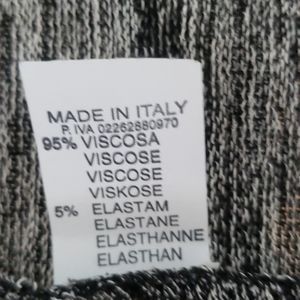 MADE IN ITALY
P. IVA 02262880970
95% VISCOSA
VISCOSE
VISCOSE
VISKOSE
5% ELASTAM
ELASTANE
ELASTHANNE
ELASTHAN